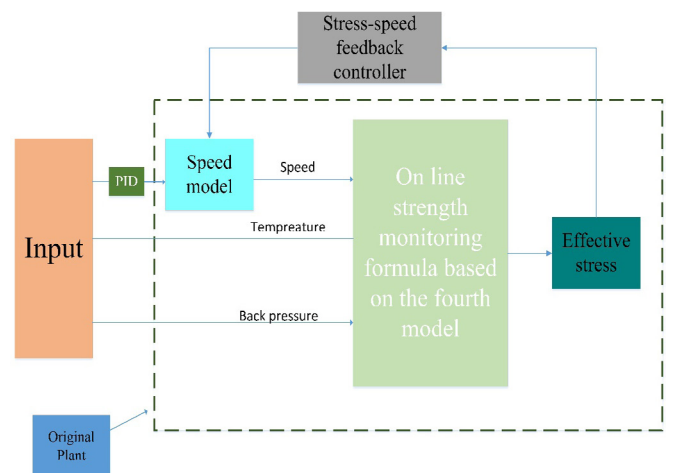 Stress-speed
feedback
controller
Input
PID
Speed
model
Speed
Tempreature
Back pressure
On line
strength
monitoring
formula based
on the fourth
model
Effective
stress
Original
Plant